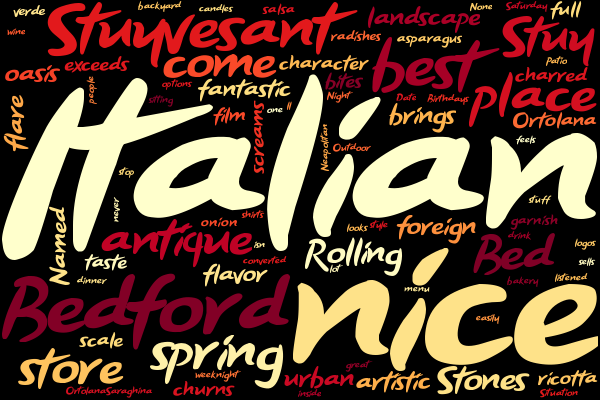 verde
backyard
candles
salsa
None
Saturday
full
wine
Stuyvesant
radishes
landscape
asparagus
Stuy
oasis
exceeds
come
character
best
Patio
charred
people
options
fantastic
bites
Night
place
flare
sitting
film
screams
one
ll
Date
Birthdays
brings
Ortolana
Neapolitan
Outdoor
Italian
feels
stop
never
stuff
Named
onion
shirts
looks
style
foreign
garnish
drink
antique
isn
Rolling
Bed
logos
taste
converted
lot
sells
dinner
flavor
menu
bakery
listened
Bedford
nice
easily
scale
spring
store
weeknight
great
urban
artistic
Stones
ricotta
OrtolanaSaraghina
churns
inside
Situation